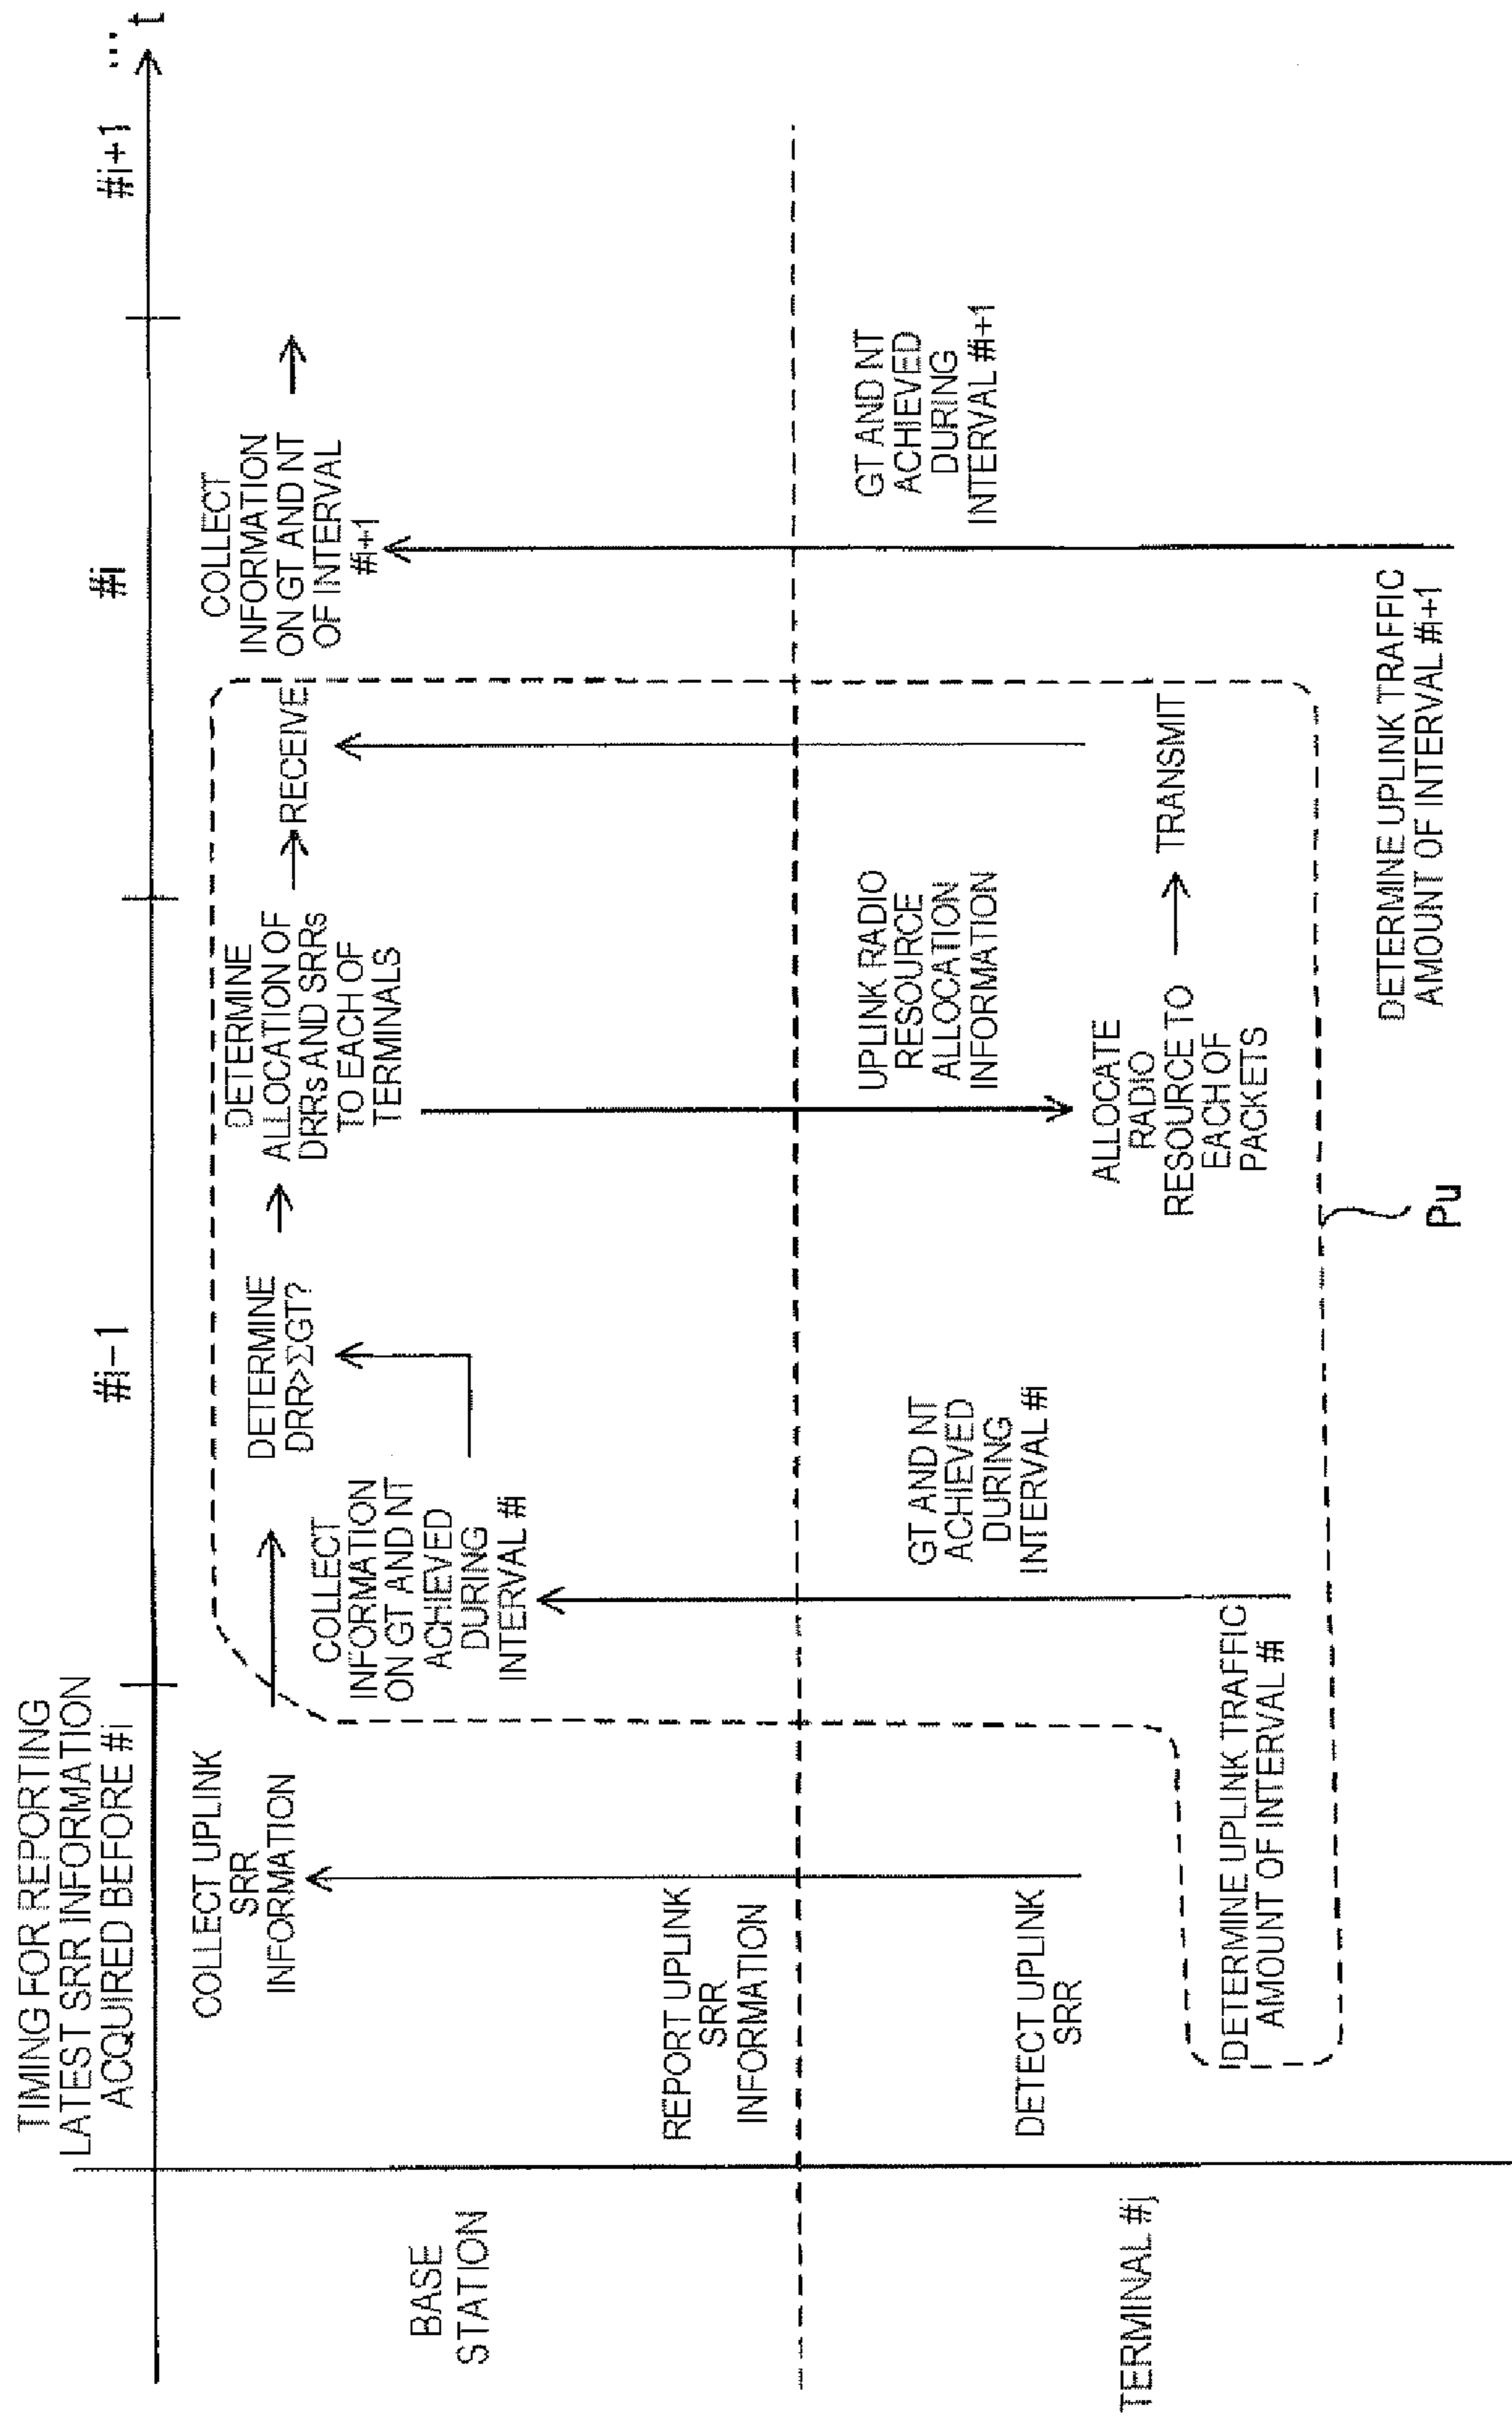 TIMING FOR REPORTING
LATEST SRR INFORMATION
ACQUIRED BEFORE #i
#i-1
#i
#i+1
... t
BASE
STATION
COLLECT UPLINK
SRR
INFORMATION
COLLECT
INFORMATION
ON GT AND NT
ACHIEVED
DURING
INTERVAL #i
DETERMINE
DRR>ΣGT?
DETERMINE
ALLOCATION OF
DRRs AND SRRs
TO EACH OF
TERMINALS
RECEIVE
COLLECT
INFORMATION
ON GT AND NT
OF INTERVAL
#i+1
REPORT UPLINK
SRR
INFORMATION
TERMINAL #j
DETECT UPLINK
SRR
DETERMINE UPLINK TRAFFIC
AMOUNT OF INTERVAL #i
GT AND NT
ACHIEVED
DURING
INTERVAL #i
UPLINK RADIO
RESOURCE
ALLOCATION
INFORMATION
ALLOCATE
RADIO
RESOURCE TO
EACH OF
PACKETS
TRANSMIT
GT AND NT
ACHIEVED
DURING
INTERVAL #i+1
DETERMINE UPLINK TRAFFIC
AMOUNT OF INTERVAL #i+1
Pu